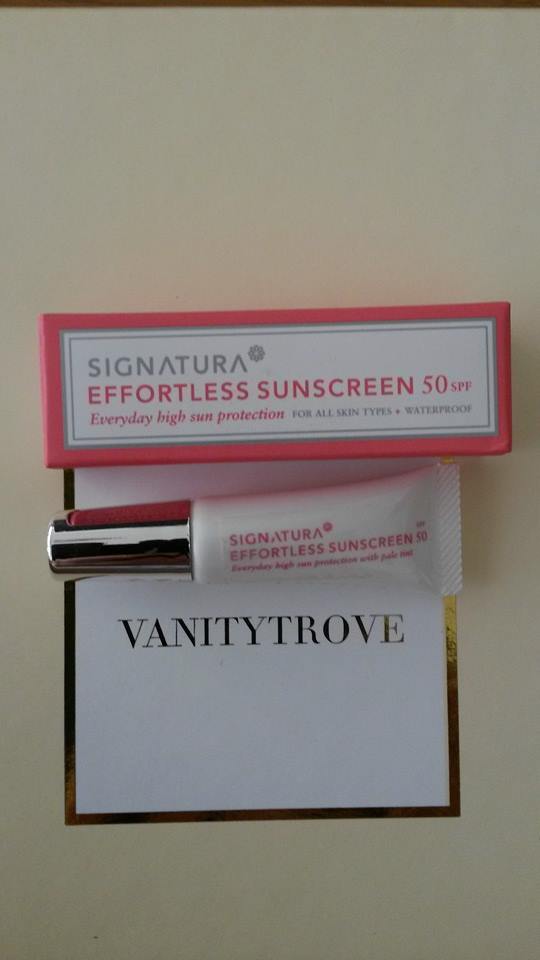 SIGNATURA
EFFORTLESS SUNSCREEN 50 SPF
Everyday high sun protection FOR ALL SKIN TYPES + WATERPROOF
SIGNATURA
EFFORTLESS SUNSCREEN SPF 50
Everyday high sun protection with pale tint
VANITYTROVE